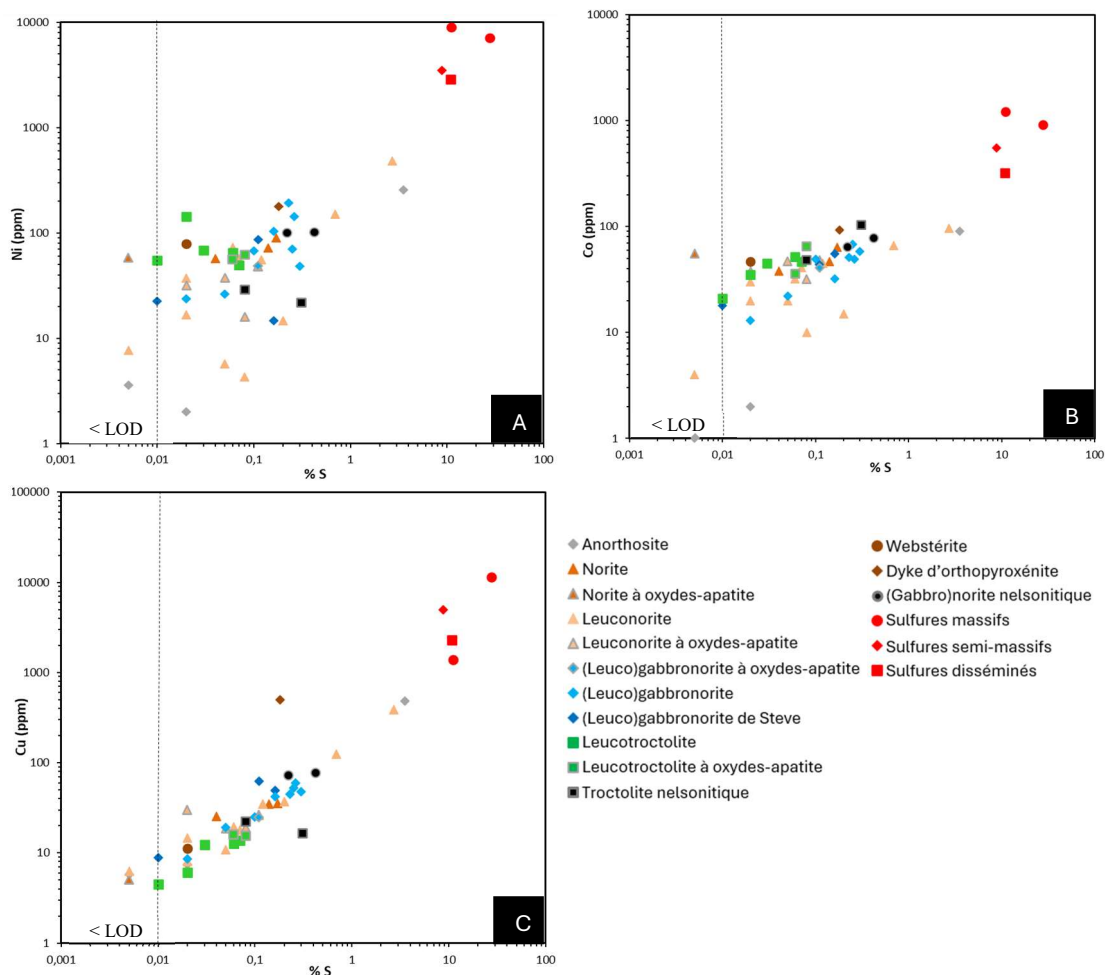 10000
1000
100
10
1
Ni (ppm)
< LOD
A
0,001
0,01
0,1
1
10
100
% S
10000
1000
100
10
1
Co (ppm)
< LOD
B
0,001
0,01
0,1
1
10
100
% S
100000
10000
1000
100
10
1
Cu (ppm)
< LOD
C
0,001
0,01
0,1
1
10
100
% S
Anorthosite
Norite
Norite à oxydes-apatite
Leuconorite
Leuconorite à oxydes-apatite
(Leuco)gabbronorite à oxydes-apatite
(Leuco)gabbronorite
(Leuco)gabbronorite de Steve
Leucotroctolite
Leucotroctolite à oxydes-apatite
Troctolite nelsonitique
Webstérite
Dyke d'orthopyroxénite
(Gabbro)norite nelsonitique
Sulfures massifs
Sulfures semi-massifs
Sulfures disséminés